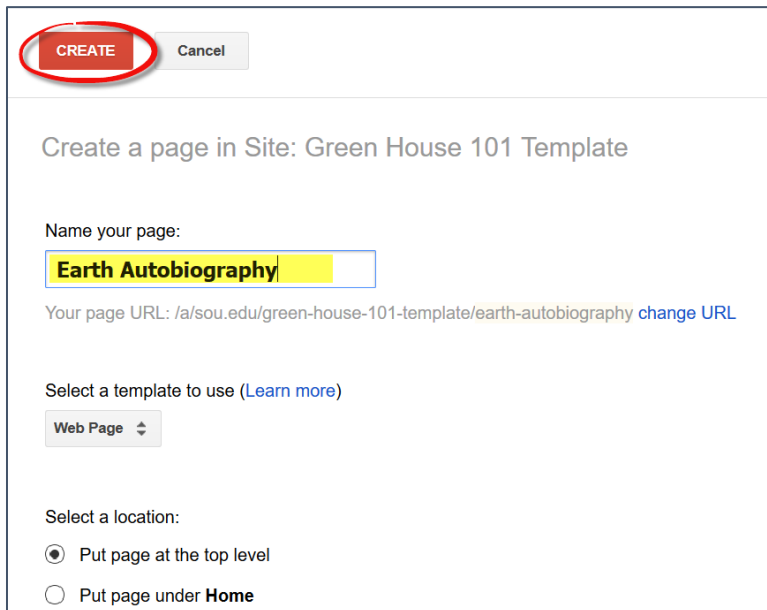 CREATE Cancel
Create a page in Site: Green House 101 Template
Name your page:
Earth Autobiography
Your page URL: /a/sou.edu/green-house-101-template/earth-autobiography change URL
Select a template to use (Learn more)
Web Page
Select a location:
Put page at the top level
Put page under Home